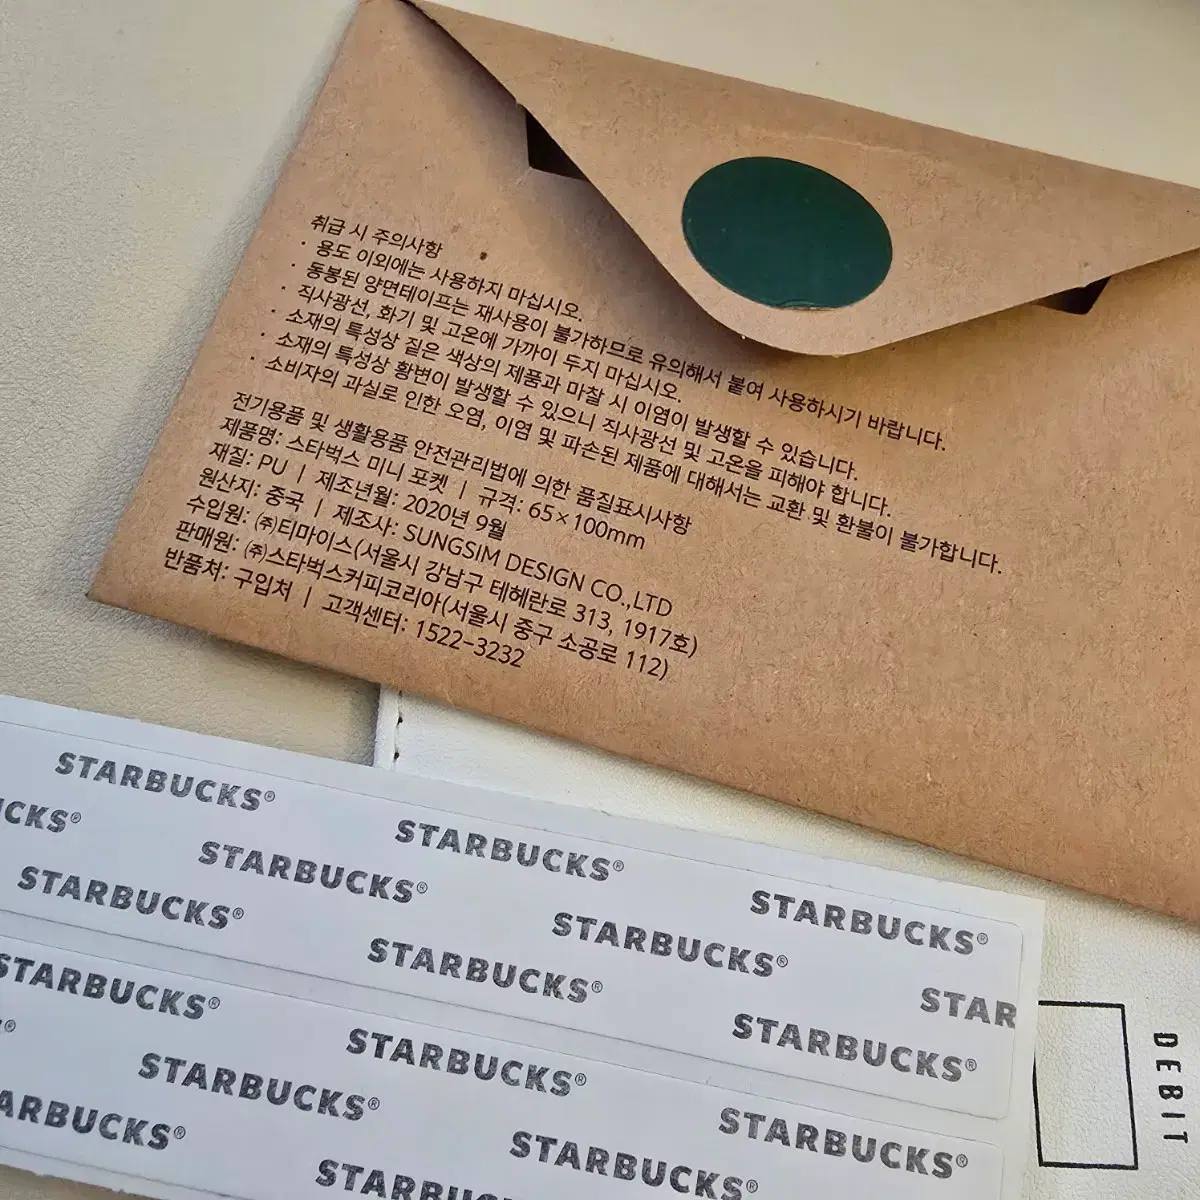 취급 시 주의사항
· 용도 이외에는 사용하지 마십시오.
· 동봉된 양면테이프는 재사용이 불가하므로 유의해서 붙여 사용하시기 바랍니다.
· 직사광선, 화기 및 고온에 가까이 두지 마십시오.
· 소재의 특성상 짙은 색상의 제품과 마찰 시 이염이 발생할 수 있습니다.
· 소재의 특성상 황변이 발생할 수 있으니 직사광선 및 고온을 피해야 합니다.
· 소비자의 과실로 인한 오염, 이염 및 파손된 제품에 대해서는 교환 및 환불이 불가합니다.
전기용품 및 생활용품 안전관리법에 의한 품질표시사항
제품명: 스타벅스 미니 포켓 | 규격: 65×100mm
재질: PU | 제조년월: 2020년 9월
원산지: 중국 | 제조사: SUNGSIM DESIGN CO.,LTD
수입원: ㈜티마이스(서울시 강남구 테헤란로 313, 1917호)
판매원: ㈜스타벅스커피코리아(서울시 중구 소공로 112)
반품처: 구입처 | 고객센터: 1522-3232
STARBUCKS®
STARBUCKS®
STARBUCKS®
CKS®
STARBUCKS®
STARBUCKS®
STAR
STARBUCKS®
STARBUCKS®
STARBUCKS®
STARBUCKS®
STARBUCKS®
STARBUCKS®
®
STARBUCKS®
STARBUCKS®
ARBUCKS®
STARBUCKS
DEBIT